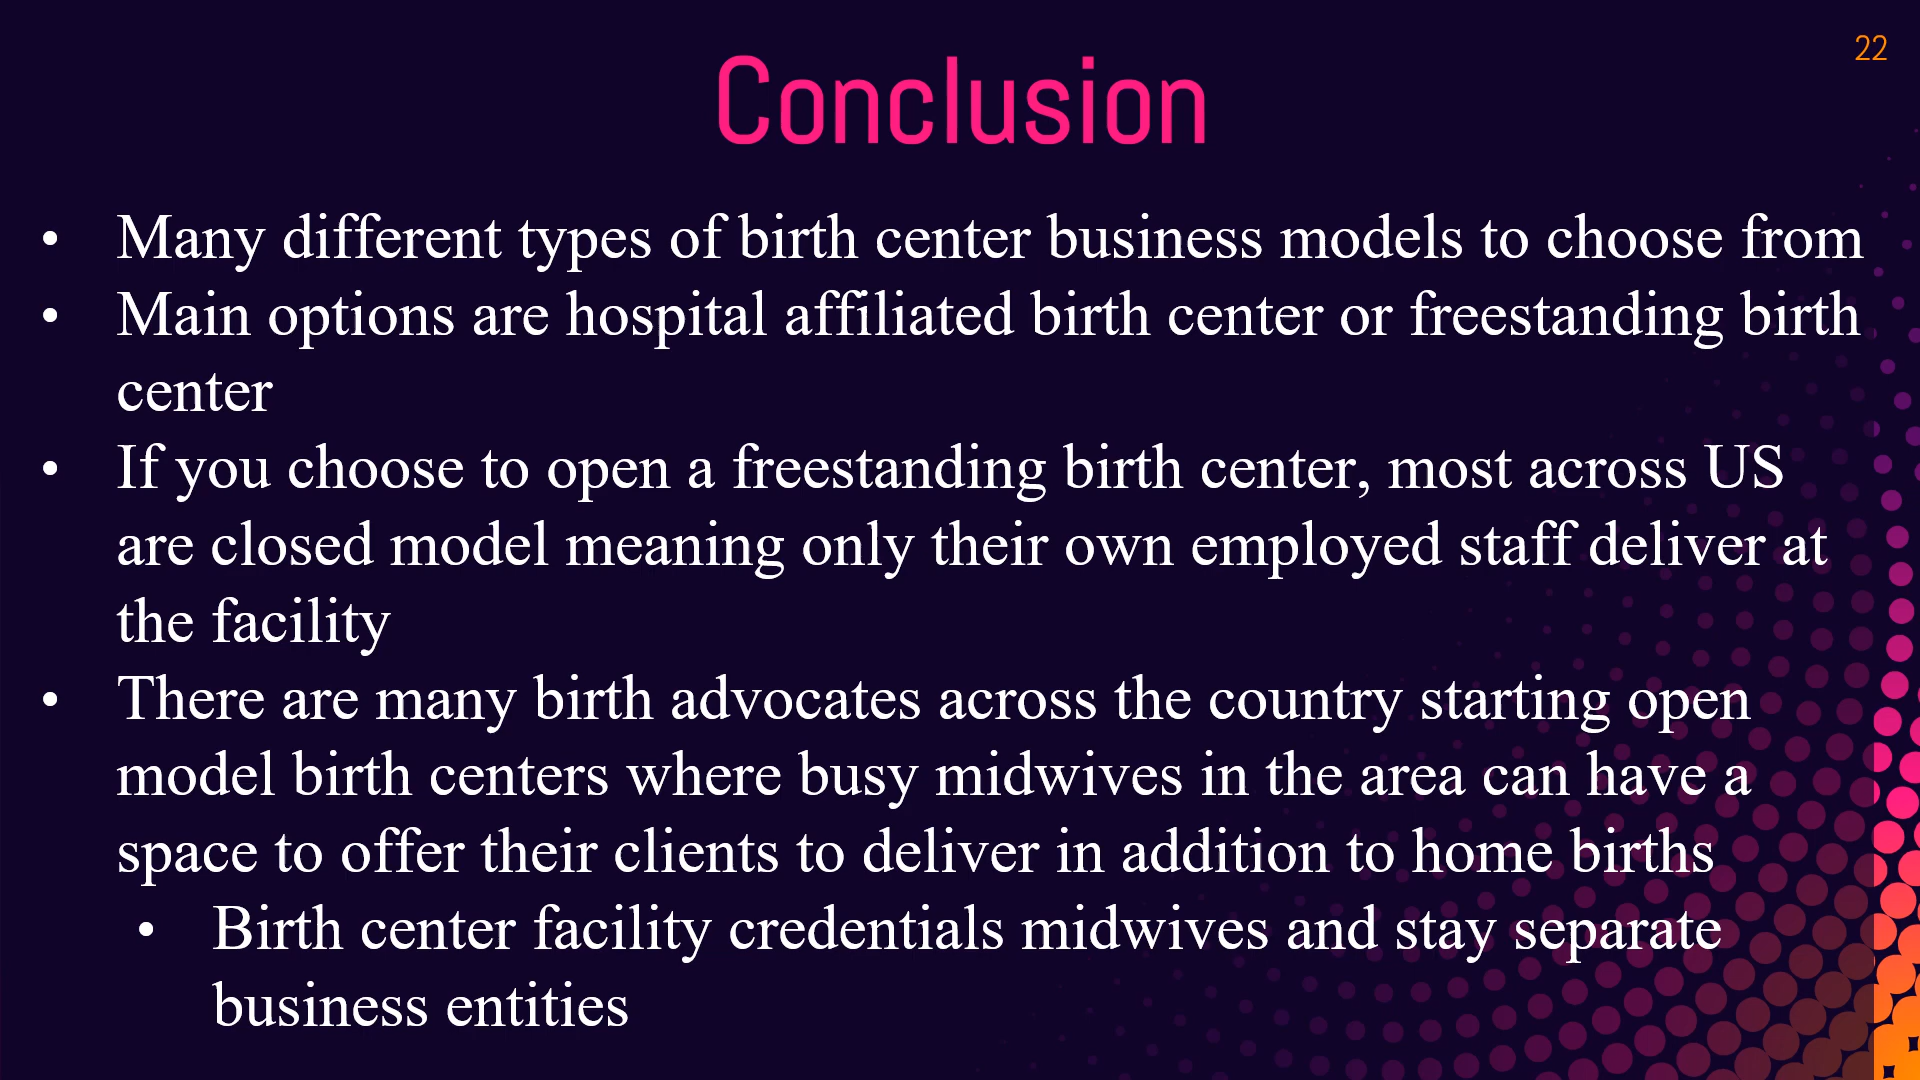 22
Conclusion
• Many different types of birth center business models to choose from
• Main options are hospital affiliated birth center or freestanding birth
center
• If you choose to open a freestanding birth center, most across US
are closed model meaning only their own employed staff deliver at
the facility
• There are many birth advocates across the country starting open
model birth centers where busy midwives in the area can have a
space to offer their clients to deliver in addition to home births
• Birth center facility credentials midwives and stay separate
business entities